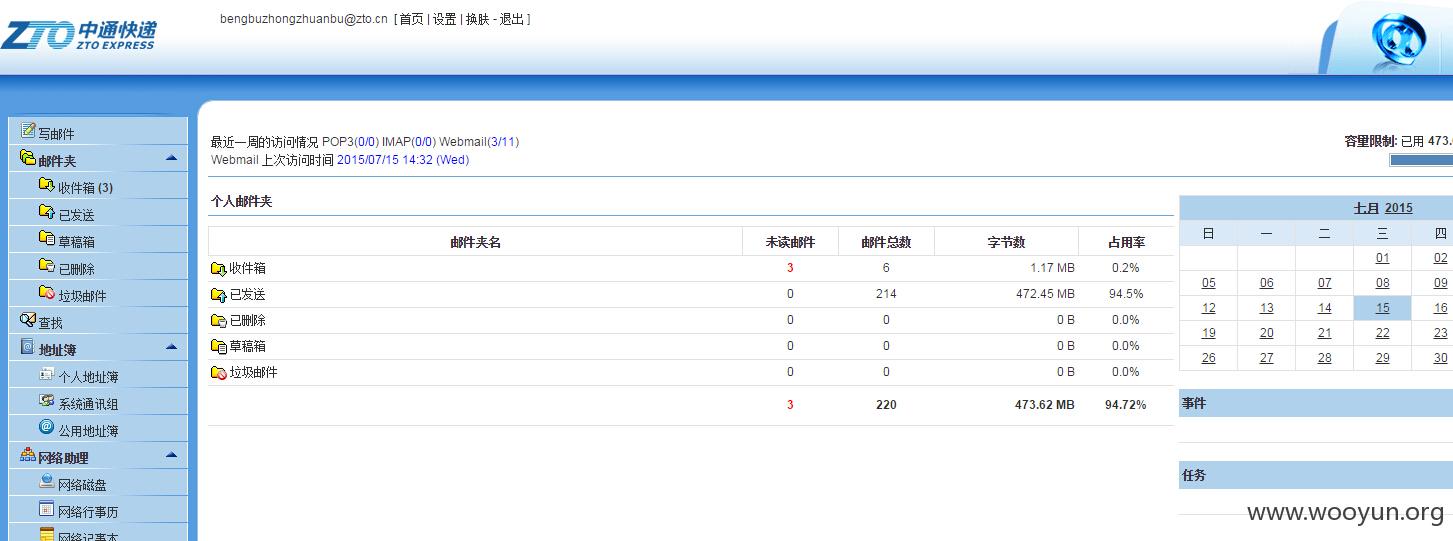 ZTO 中通快递
ZTO EXPRESS
bengbuzhongzhuanbu@zto.cn [首页 | 设置 | 换肤 - 退出 ]
写邮件
邮件夹
收件箱 (3)
已发送
草稿箱
已删除
垃圾邮件
查找
地址簿
个人地址簿
系统通讯组
公用地址簿
网络助理
网络磁盘
网络行事历
网络记事本
最近一周的访问情况 POP3(0/0) IMAP(0/0) Webmail(3/11)
Webmail 上次访问时间 2015/07/15 14:32 (Wed)
容量限制: 已用 473.
个人邮件夹
邮件夹名 未读邮件 邮件总数 字节数 占用率
收件箱 3 6 1.17 MB 0.2%
已发送 0 214 472.45 MB 94.5%
已删除 0 0 0 B 0.0%
草稿箱 0 0 0 B 0.0%
垃圾邮件 0 0 0 B 0.0%
3 220 473.62 MB 94.72%
七月 2015
日 一 二 三 四
01 02
05 06 07 08 09
12 13 14 15 16
19 20 21 22 23
26 27 28 29 30
事件
任务
www.wooyun.org